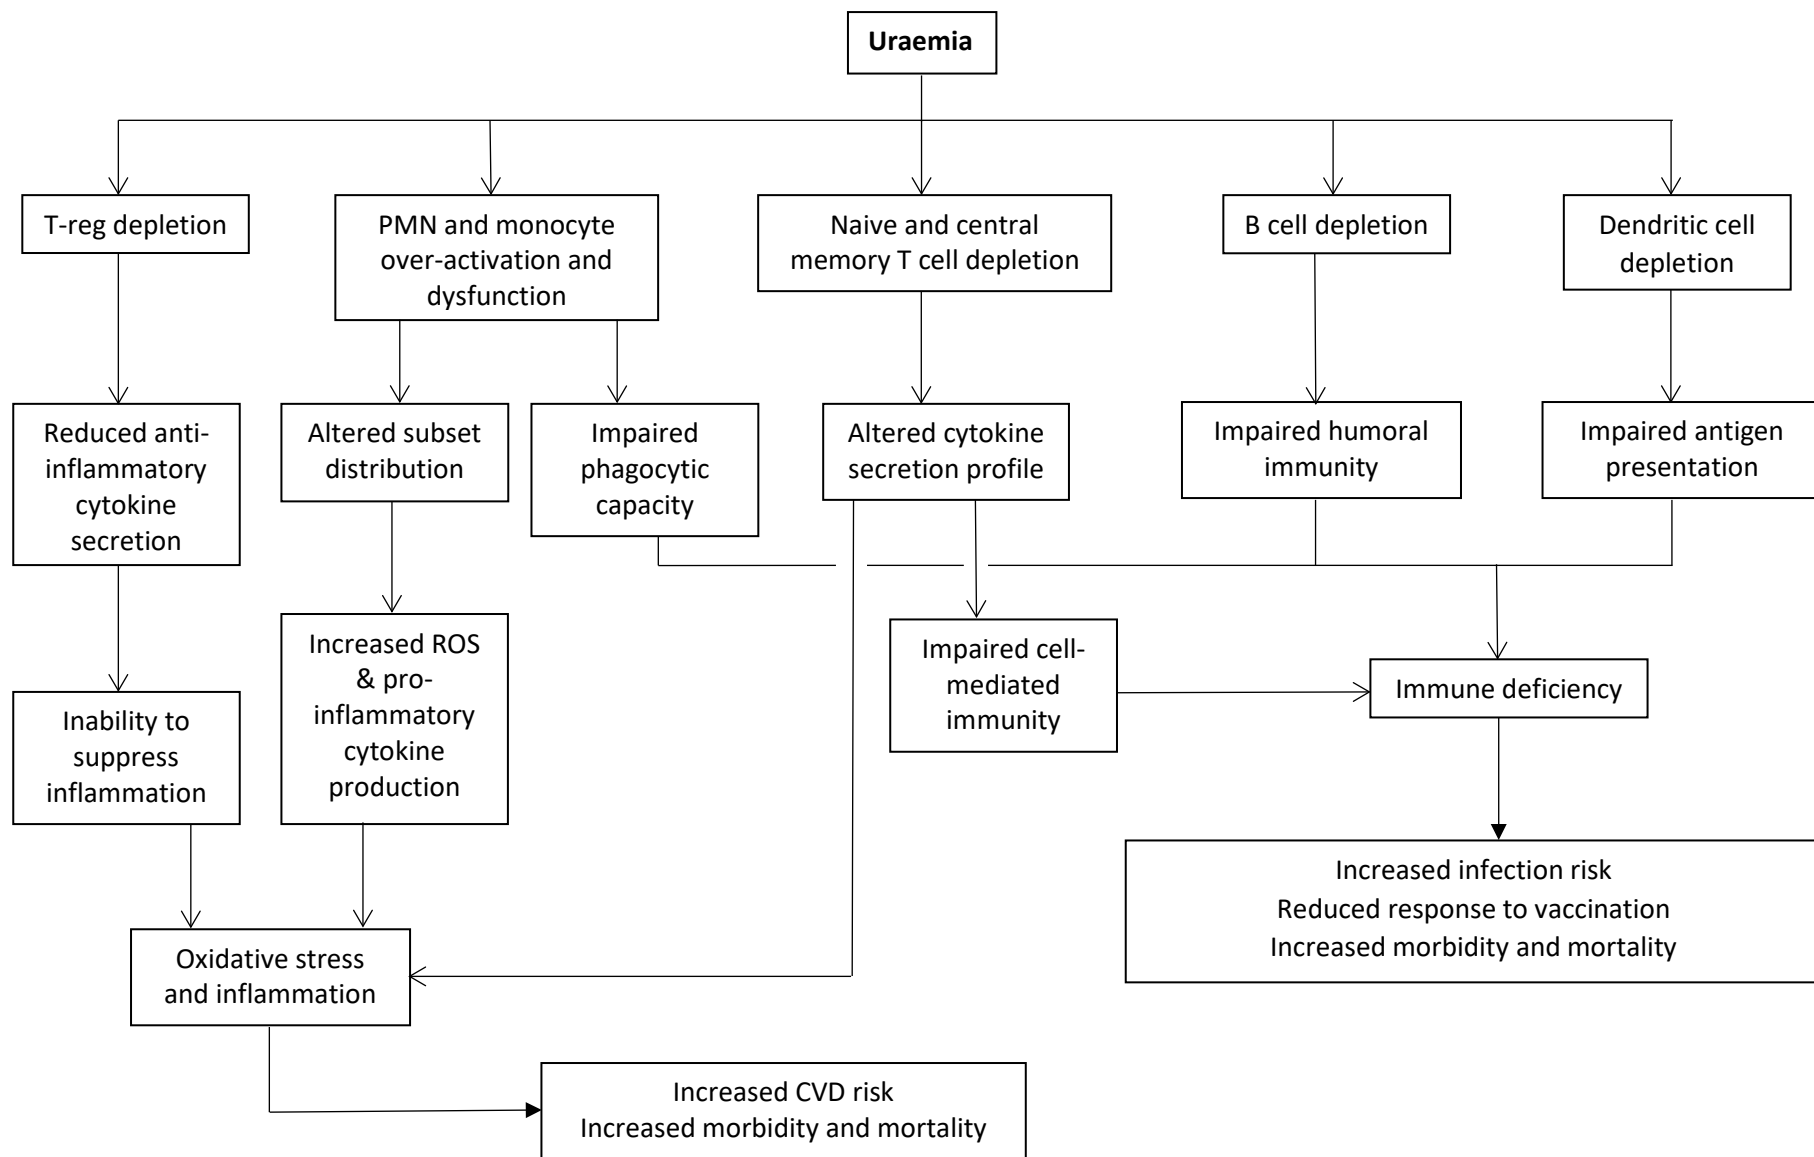 Uraemia
T-reg depletion
PMN and monocyte
over-activation and
dysfunction
Naive and central
memory T cell depletion
B cell depletion
Dendritic cell
depletion
Reduced anti-
inflammatory
cytokine
secretion
Altered subset
distribution
Impaired
phagocytic
capacity
Altered cytokine
secretion profile
Impaired humoral
immunity
Impaired antigen
presentation
Inability to
suppress
inflammation
Increased ROS
& pro-
inflammatory
cytokine
production
Impaired cell-
mediated
immunity
Immune deficiency
Increased infection risk
Reduced response to vaccination
Increased morbidity and mortality
Oxidative stress
and inflammation
Increased CVD risk
Increased morbidity and mortality